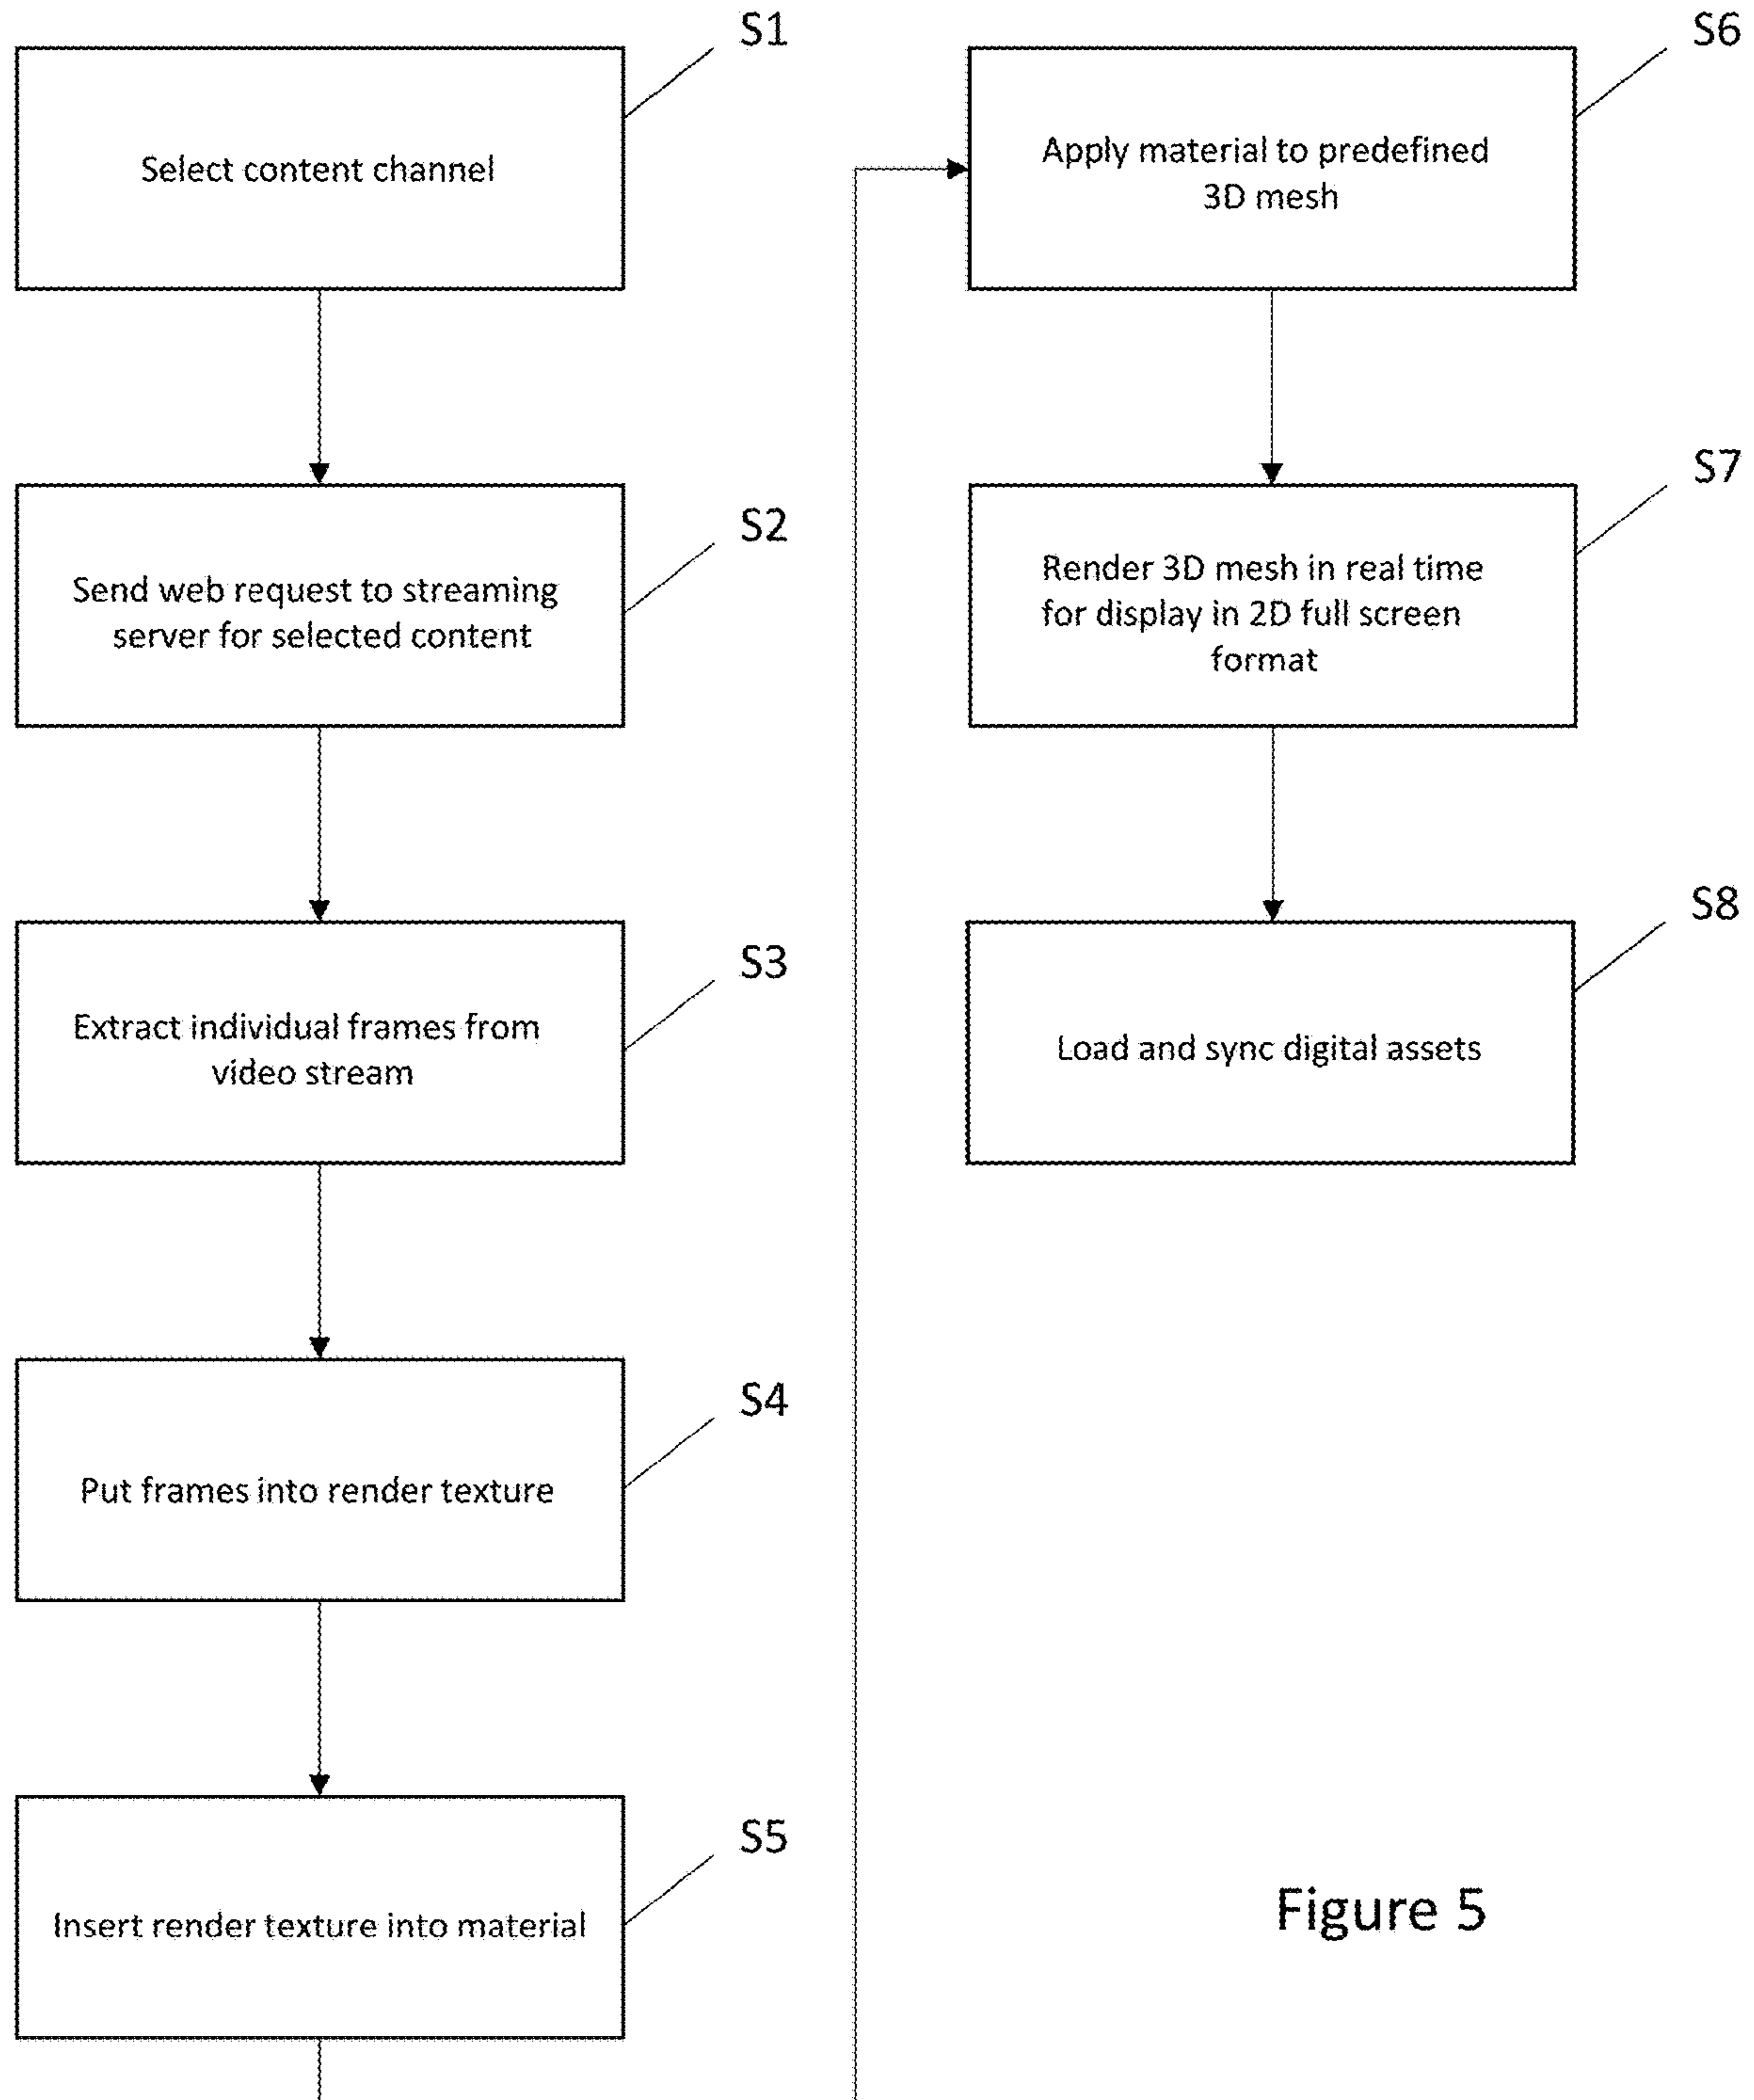 S1
Select content channel
S2
Send web request to streaming
server for selected content
S3
Extract individual frames from
video stream
S4
Put frames into render texture
S5
Insert render texture into material
S6
Apply material to predefined
3D mesh
S7
Render 3D mesh in real time
for display in 2D full screen
format
S8
Load and sync digital assets
Figure 5